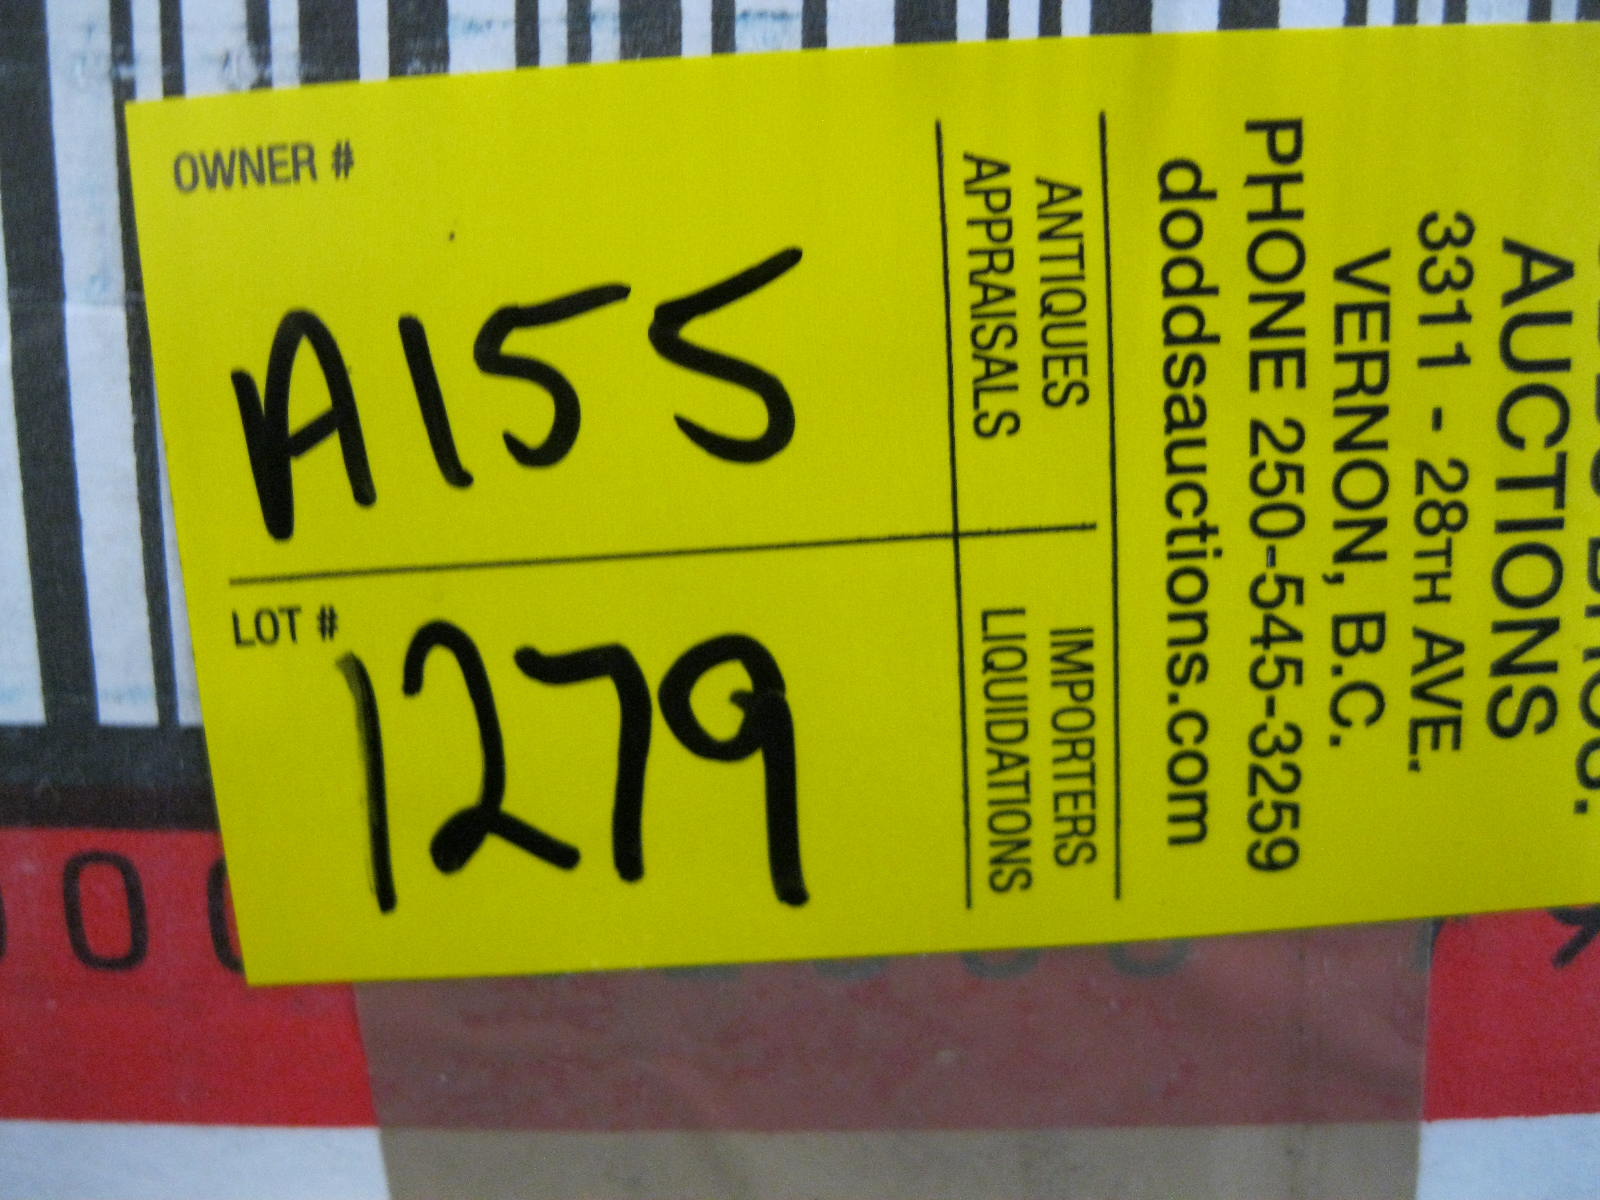 OWNER #
A155
LOT #
1279
AUCTIONS
3311 - 28TH AVE.
VERNON, B.C.
PHONE 250-545-3259
doddsauctions.com
ANTIQUES
APPRAISALS
IMPORTERS
LIQUIDATIONS